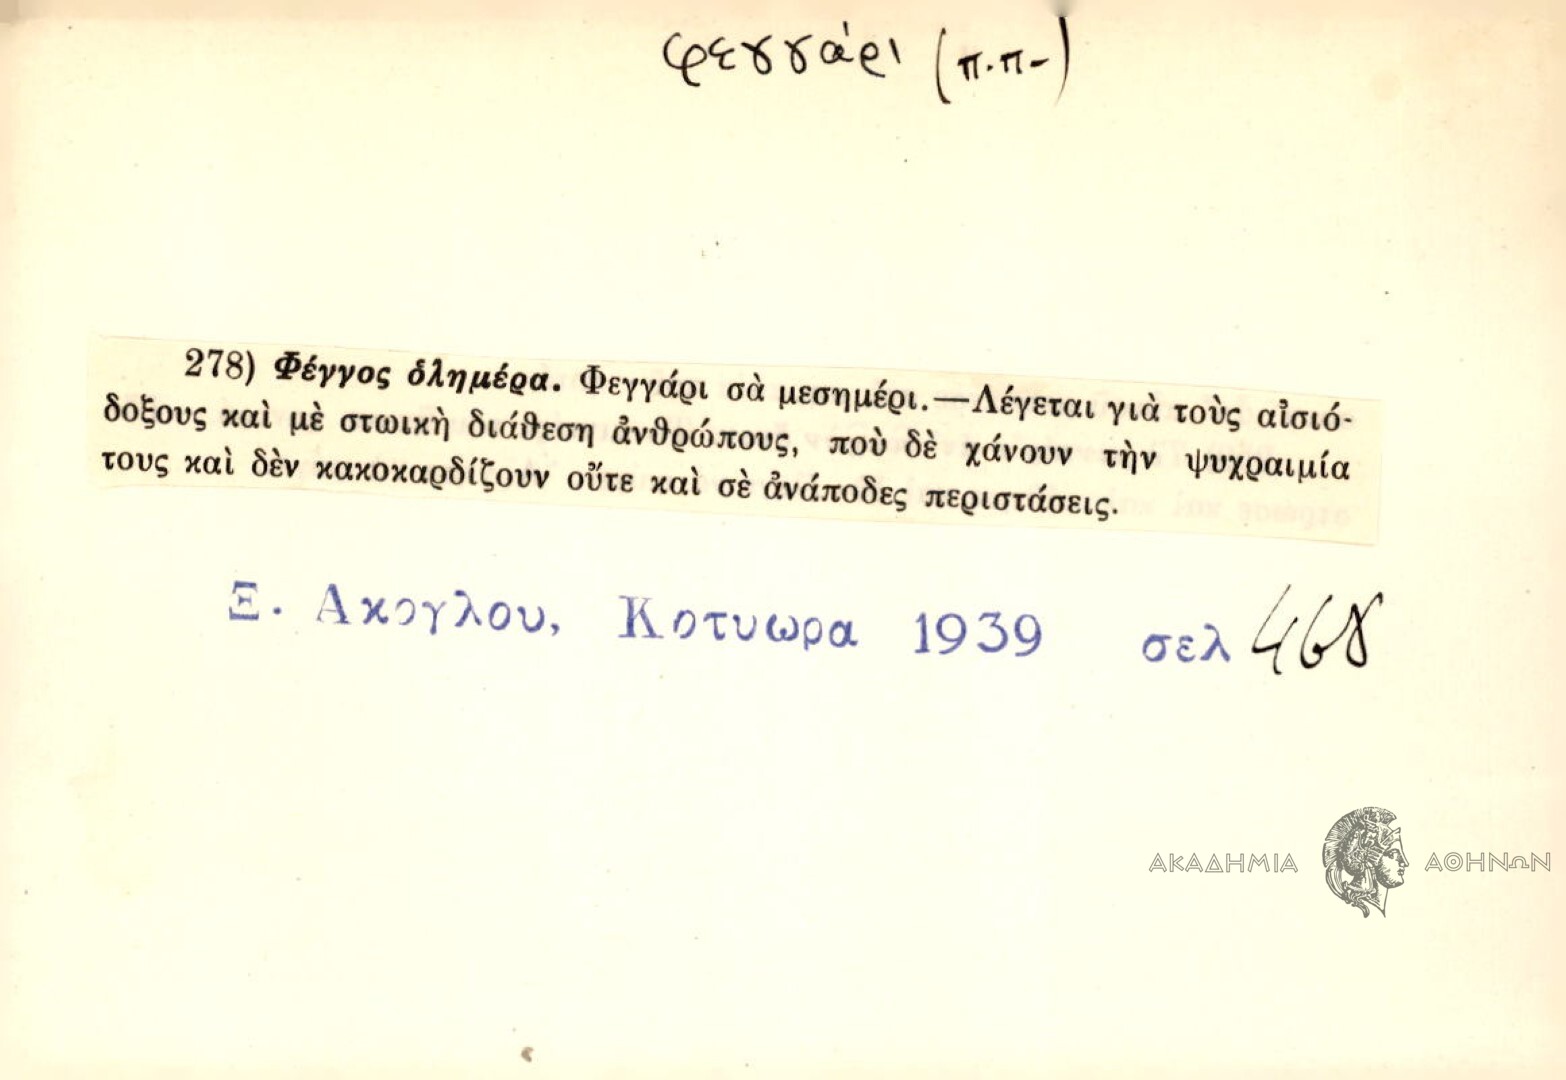 φεγγάρι (π.π-)
278) Φέγγος ὁλημέρα. Φεγγάρι σὰ μεσημέρι.—Λέγεται γιὰ τοὺς αἰσιό-
δοξους καὶ μὲ στωικὴ διάθεση ἀνθρώπους, ποὺ δὲ χάνουν τὴν ψυχραιμία
τους καὶ δὲν κακοκαρδίζουν οὔτε καὶ σὲ ἀνάποδες περιστάσεις.
Ξ. Ακογλου, Κοτυωρα 1939 σελ 468
ΑΚΑΔΗΜΙΑ ΑΘΗΝΩΝ